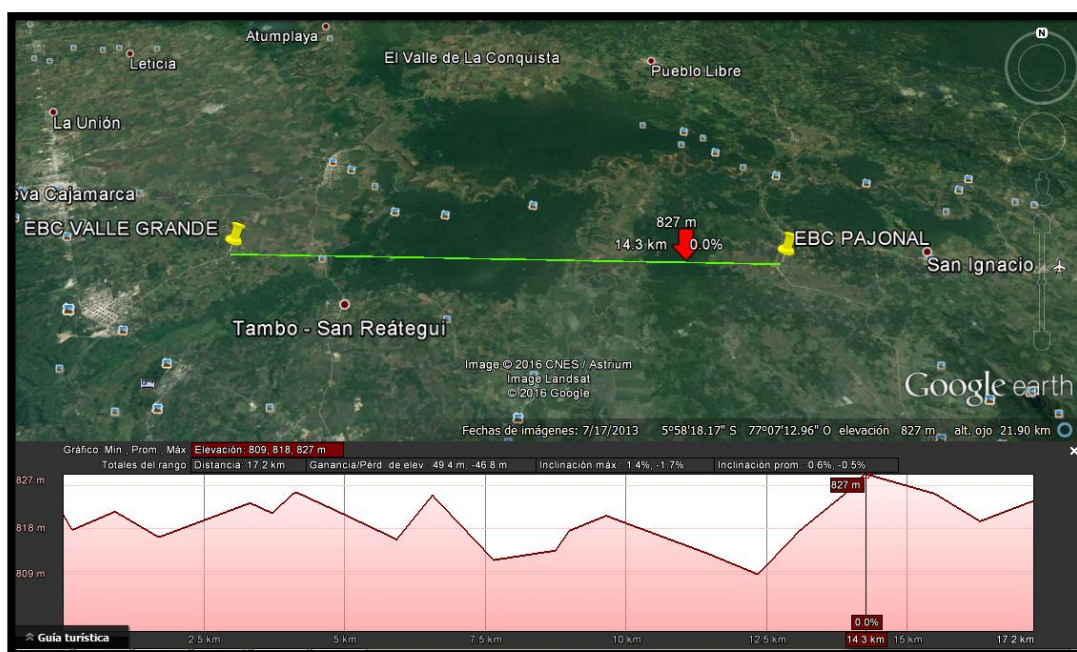 Atumplaya
Leticia
El Valle de La Conquista
Pueblo Libre
N
La Unión
eva Cajamarca
EBC VALLE GRANDE
827 m
14.3 km 0.0%
EBC PAJONAL
San Ignacio
Tambo - San Reátegui
Image © 2016 CNES / Astrium
Image Landsat
© 2016 Google
Google earth
Fechas de imágenes: 7/17/2013 5°58'18.17" S 77°07'12.96" O elevación 827 m alt. ojo 21.90 km
Gráfico: Mín., Prom., Máx. Elevación: 809, 818, 827 m
Totales del rango: Distancia: 17.2 km Ganancia/Pérd. de elev.: 49.4 m, -46.8 m Inclinación máx.: 1.4%, -1.7% Inclinación prom.: 0.6%, -0.5%
827 m
827 m
818 m
809 m
0.0%
Guía turística
2.5 km 5 km 7.5 km 10 km 12.5 km 14.3 km 15 km 17.2 km